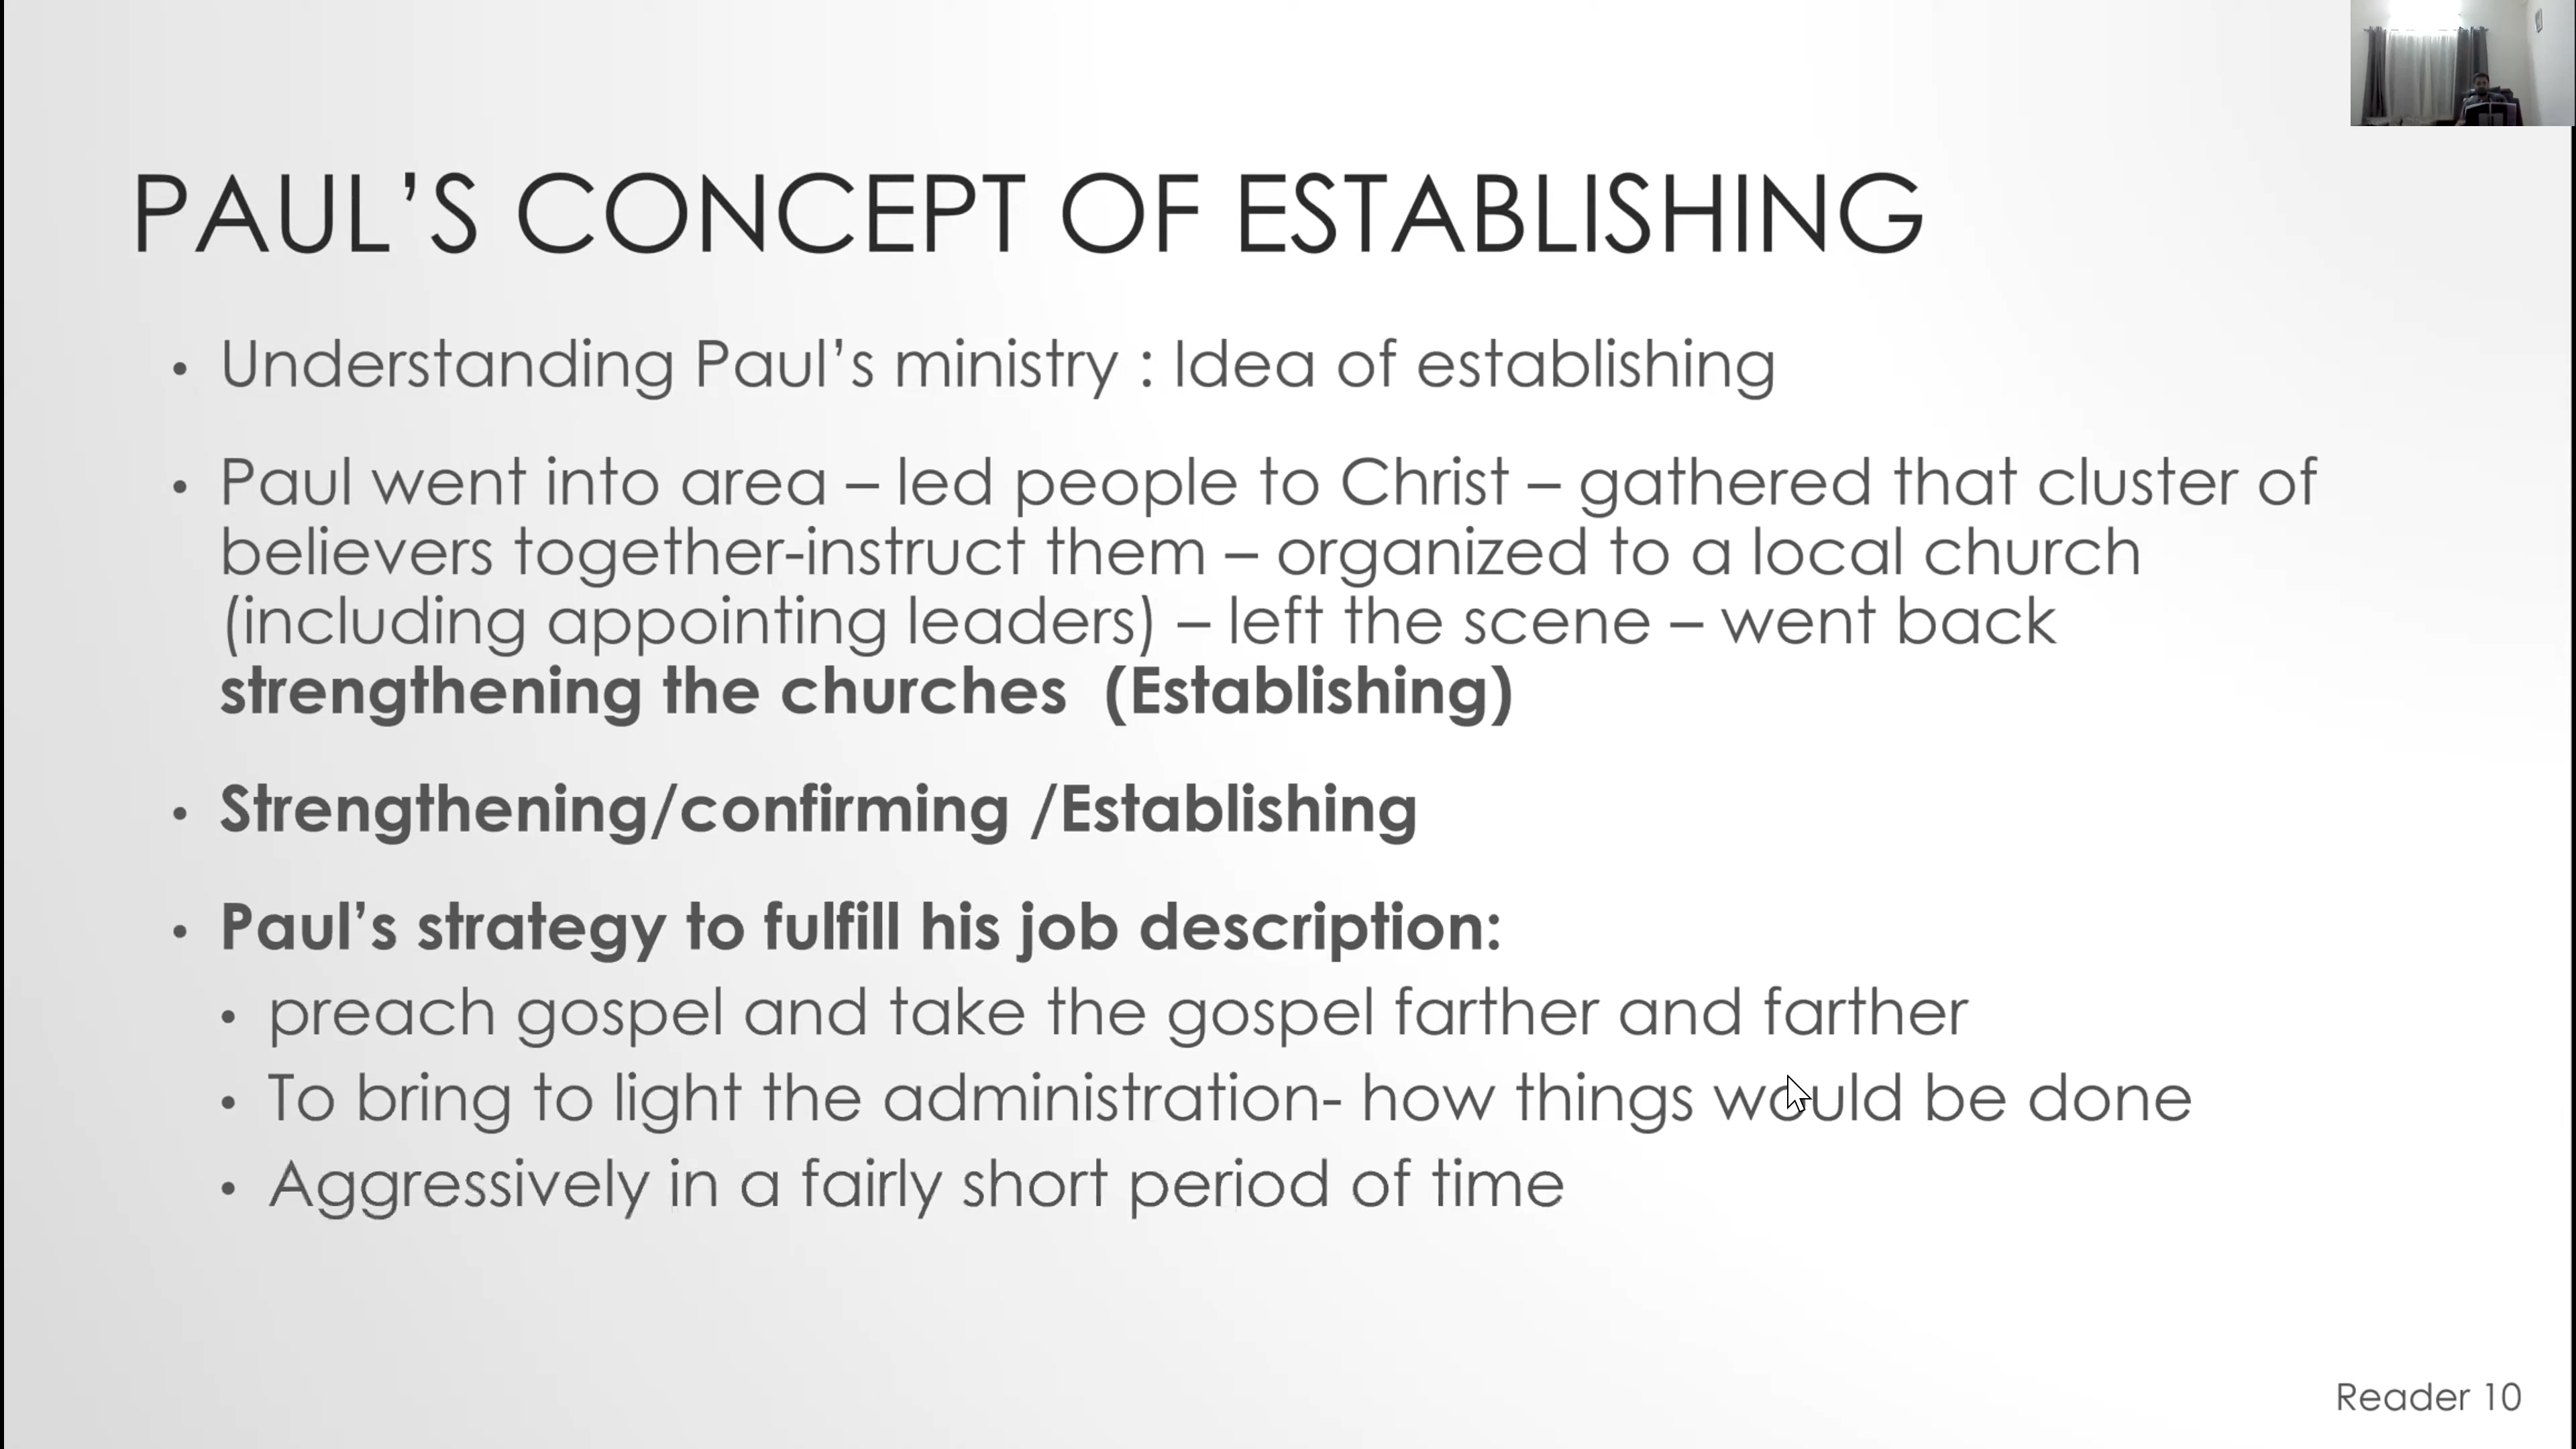 PAUL’S CONCEPT OF ESTABLISHING
• Understanding Paul’s ministry : Idea of establishing
• Paul went into area – led people to Christ – gathered that cluster of
believers together-instruct them – organized to a local church
(including appointing leaders) – left the scene – went back
strengthening the churches (Establishing)
• Strengthening/confirming /Establishing
• Paul’s strategy to fulfill his job description:
• preach gospel and take the gospel farther and farther
• To bring to light the administration- how things would be done
• Aggressively in a fairly short period of time
Reader 10